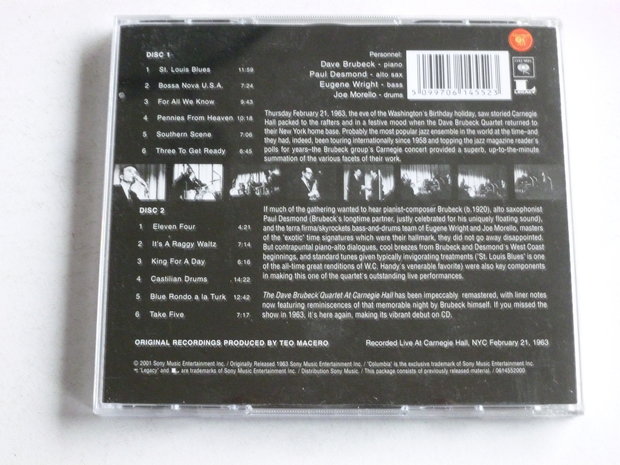 DISC 1
1 St. Louis Blues 11:59
2 Bossa Nova U.S.A. 7:24
3 For All We Know 9:43
4 Pennies From Heaven 10:18
5 Southern Scene 7:06
6 Three To Get Ready 6:45
Personnel:
Dave Brubeck - piano
Paul Desmond - alto sax
Eugene Wright - bass
Joe Morello - drums
5 099706 145523
COLUMBIA
Legacy
Thursday February 21, 1963, the eve of the Washington's Birthday holiday, saw storied Carnegie
Hall packed to the rafters and in a festive mood when the Dave Brubeck Quartet returned to
their New York home base. Probably the most popular jazz ensemble in the world at the time–and
they had, indeed, been touring internationally since 1958 and topping the jazz magazine reader's
polls for years–the Brubeck group's Carnegie concert provided a superb, up-to-the-minute
summation of the various facets of their work.
DISC 2
1 Eleven Four 4:21
2 It's A Raggy Waltz 7:14
3 King For A Day 6:16
4 Castilian Drums .14:22
5 Blue Rondo a la Turk 12:42
6 Take Five 7:17
If much of the gathering wanted to hear pianist-composer Brubeck (b.1920), alto saxophonist
Paul Desmond (Brubeck's longtime partner, justly celebrated for his uniquely floating sound),
and the terra firma/skyrockets bass-and-drums team of Eugene Wright and Joe Morello, masters
of the 'exotic' time signatures which were their hallmark, they did not go away disappointed.
But contrapuntal piano-alto dialogues, cool breezes from Brubeck and Desmond's West Coast
beginnings, and standard tunes given typically invigorating treatments ('St. Louis Blues' is one
of the all-time great renditions of W.C. Handy's venerable favorite) were also key components
in making this one of the quartet's outstanding live performances.
The Dave Brubeck Quartet At Carnegie Hall has been impeccably remastered, with liner notes
now featuring reminiscences of that memorable night by Brubeck himself. If you missed the
show in 1963, it's here again, making its vibrant debut on CD.
ORIGINAL RECORDINGS PRODUCED BY TEO MACERO
Recorded Live At Carnegie Hall, NYC February 21, 1963
© 2001 Sony Music Entertainment Inc. / Originally Released 1963 Sony Music Entertainment Inc. / 'Columbia' is the exclusive trademark of Sony Music Entertainment Inc.
'Legacy' and are trademarks of Sony Music Entertainment Inc. / Distribution Sony Music. / This package consists of previously released material. / 0614552000